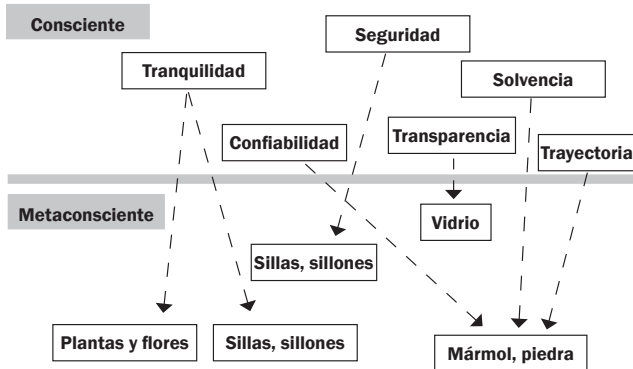 Consciente
Seguridad
Tranquilidad
Solvencia
Confiabilidad
Transparencia
Trayectoria
Metaconsciente
Vidrio
Sillas, sillones
Plantas y flores
Sillas, sillones
Mármol, piedra